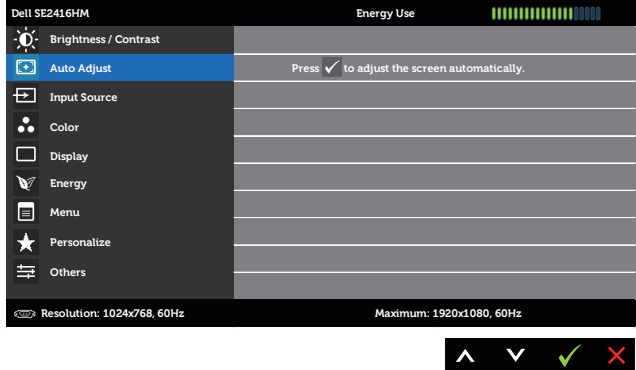 Dell SE2416HM Energy Use
Brightness / Contrast
Auto Adjust Press to adjust the screen automatically.
Input Source
Color
Display
Energy
Menu
Personalize
Others
Resolution: 1024x768, 60Hz Maximum: 1920x1080, 60Hz